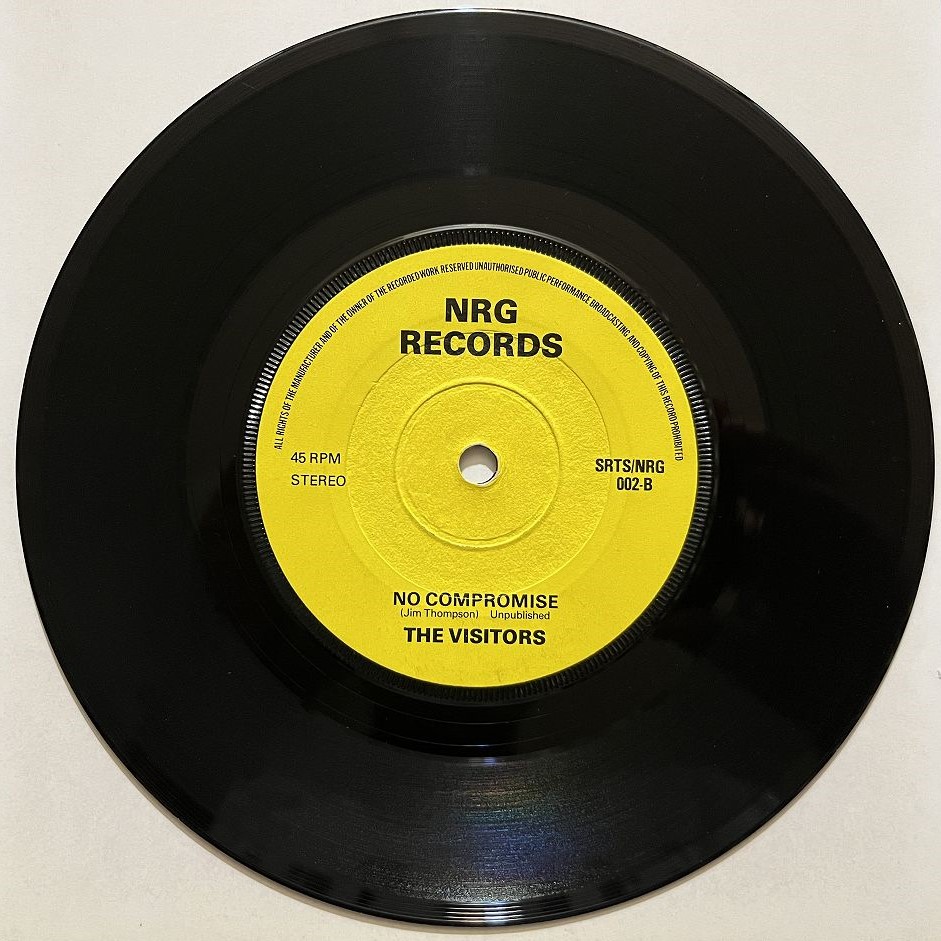 ALL RIGHTS OF THE MANUFACTURER AND OF THE OWNER OF THE RECORDED WORK RESERVED UNAUTHORISED PUBLIC PERFORMANCE BROADCASTING AND COPYING OF THIS RECORD PROHIBITED
NRG
RECORDS
45 RPM
STEREO
SRTS/NRG
002-B
NO COMPROMISE
(Jim Thompson) Unpublished
THE VISITORS